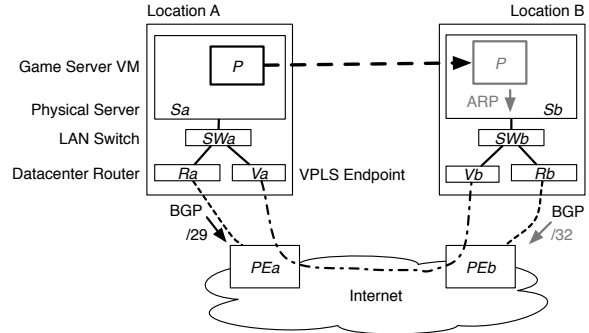 Location A
Location B
Game Server VM
P
P
ARP
Physical Server
Sa
Sb
LAN Switch
SWa
SWb
Datacenter Router
Ra
Va
VPLS Endpoint
Vb
Rb
BGP
/29
BGP
/32
PEa
PEb
Internet